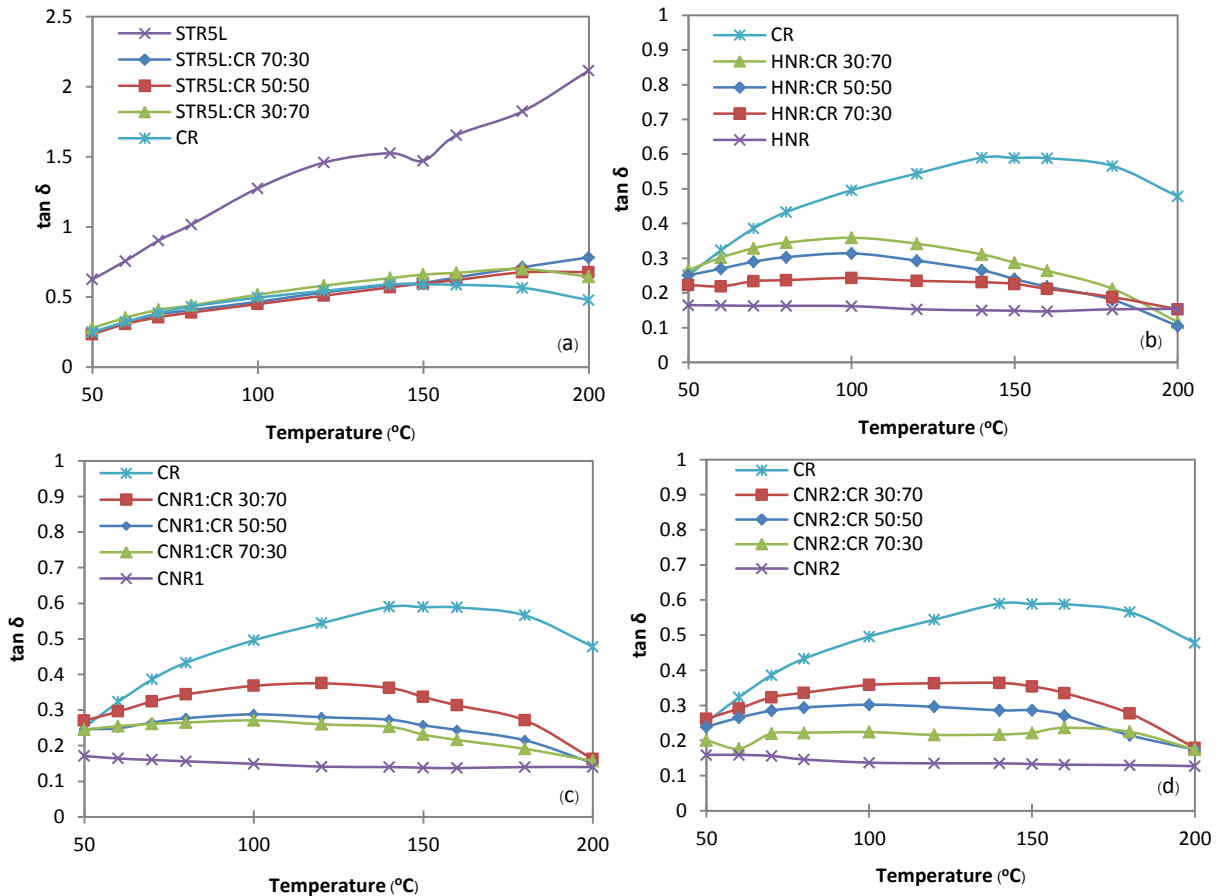 2.5
2
1.5
1
0.5
0
tan δ
STR5L
STR5L:CR 70:30
STR5L:CR 50:50
STR5L:CR 30:70
CR
(a)
50
100
150
200
Temperature (°C)
1
0.9
0.8
0.7
0.6
0.5
0.4
0.3
0.2
0.1
0
tan δ
CR
HNR:CR 30:70
HNR:CR 50:50
HNR:CR 70:30
HNR
(b)
50
100
150
200
Temperature (°C)
1
0.9
0.8
0.7
0.6
0.5
0.4
0.3
0.2
0.1
0
tan δ
CR
CNR1:CR 30:70
CNR1:CR 50:50
CNR1:CR 70:30
CNR1
(c)
50
100
150
200
Temperature (°C)
1
0.9
0.8
0.7
0.6
0.5
0.4
0.3
0.2
0.1
0
tan δ
CR
CNR2:CR 30:70
CNR2:CR 50:50
CNR2:CR 70:30
CNR2
(d)
50
100
150
200
Temperature (°C)